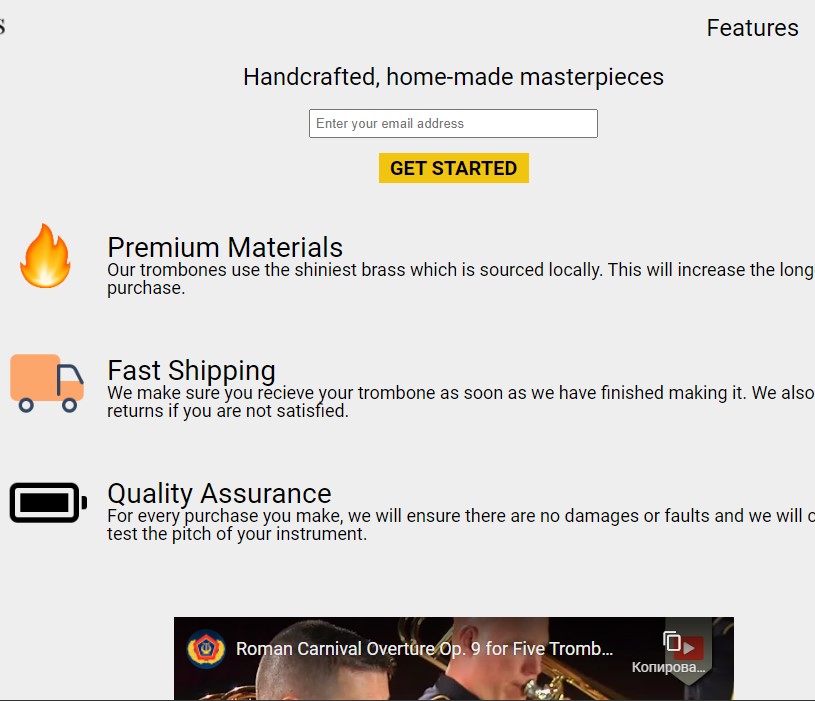 Features
Handcrafted, home-made masterpieces
Enter your email address
GET STARTED
Premium Materials
Our trombones use the shiniest brass which is sourced locally. This will increase the long
purchase.
Fast Shipping
We make sure you recieve your trombone as soon as we have finished making it. We also
returns if you are not satisfied.
Quality Assurance
For every purchase you make, we will ensure there are no damages or faults and we will
test the pitch of your instrument.
Roman Carnival Overture Op. 9 for Five Tromb...
Копирова...